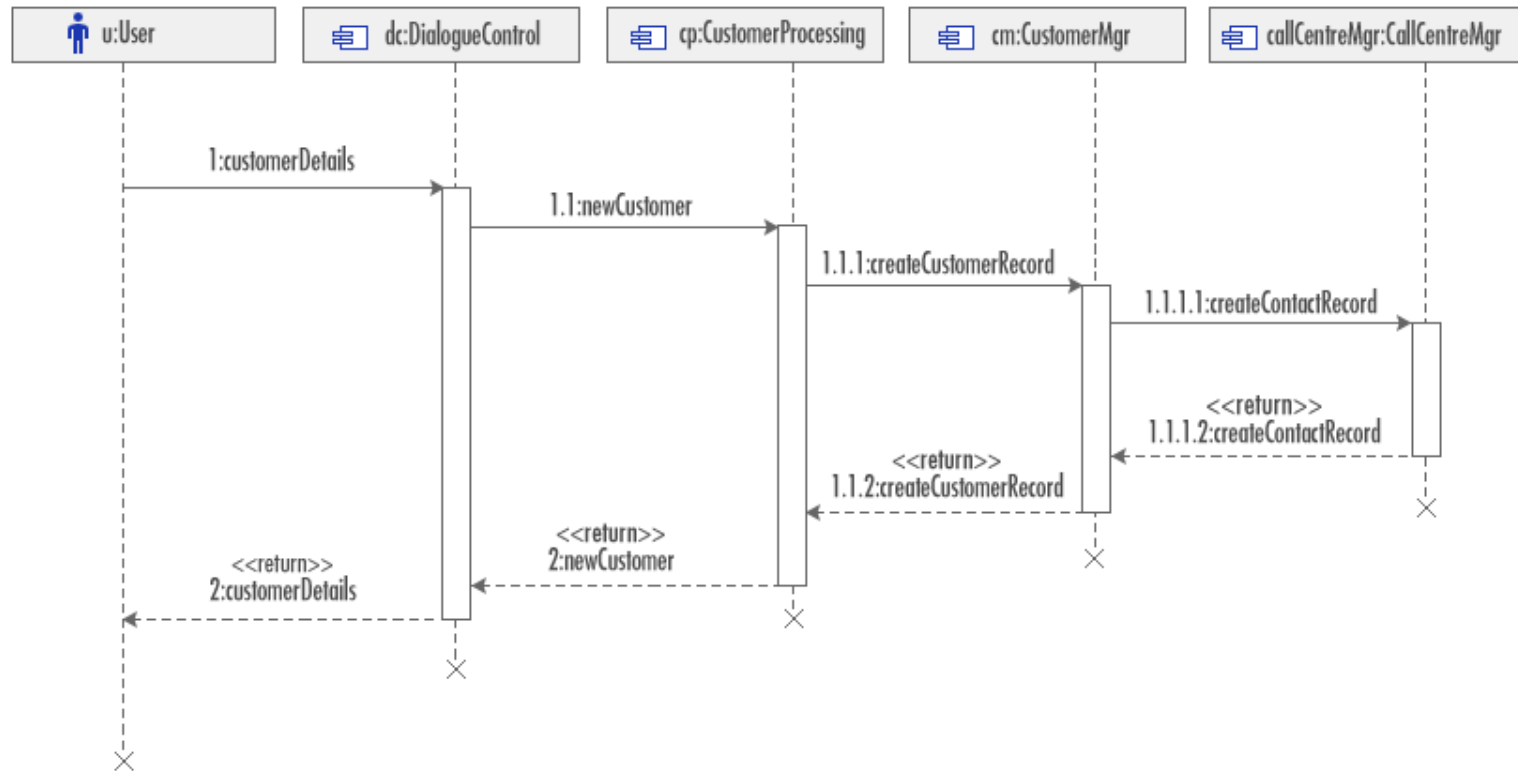 u:User
dc:DialogueControl
cp:CustomerProcessing
cm:CustomerMgr
callCentreMgr:CallCentreMgr
1:customerDetails
1.1:newCustomer
1.1.1:createCustomerRecord
1.1.1.1:createContactRecord
<<return>>
1.1.1.2:createContactRecord
<<return>>
1.1.2:createCustomerRecord
<<return>>
2:newCustomer
<<return>>
2:customerDetails